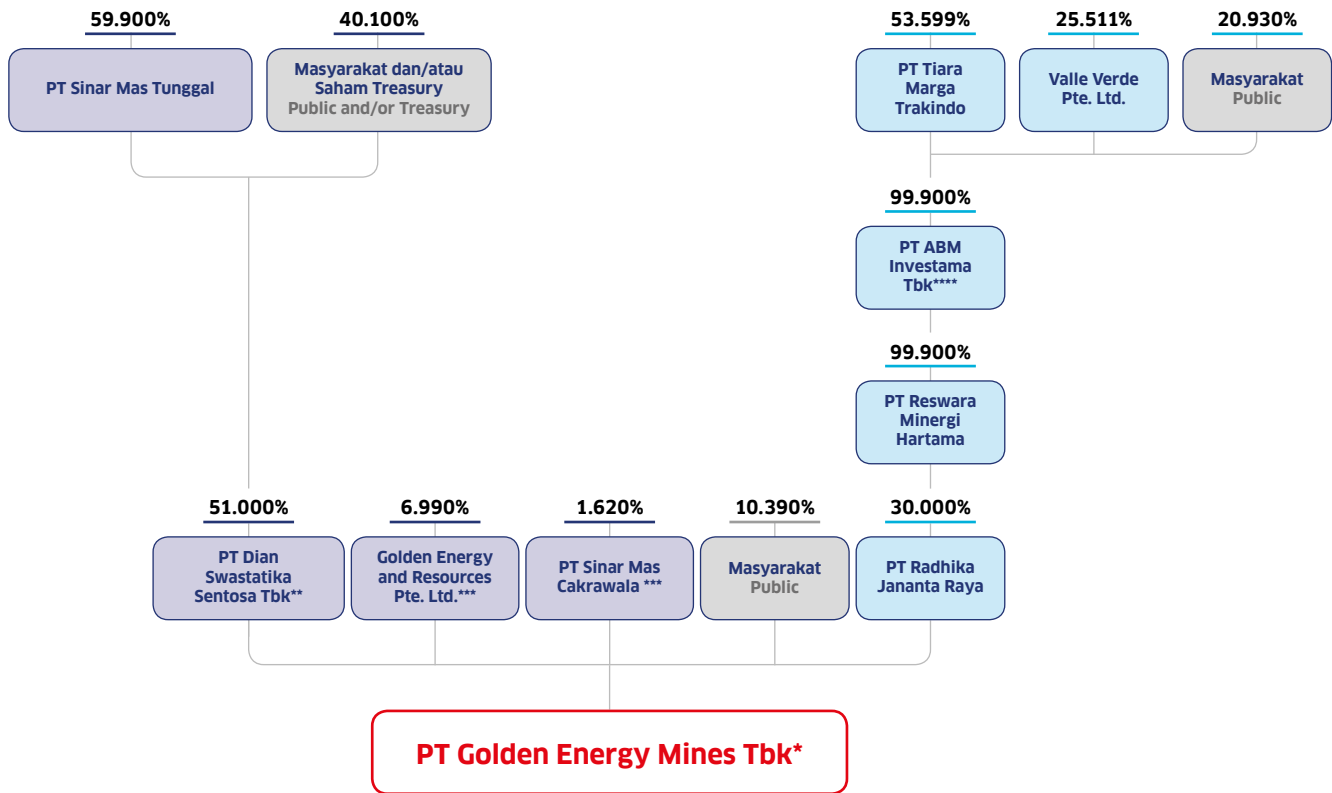 59.900%
40.100%
53.599%
25.511%
20.930%
PT Sinar Mas Tunggal
Masyarakat dan/atau
Saham Treasury
Public and/or Treasury
PT Tiara
Marga
Trakindo
Valle Verde
Pte. Ltd.
Masyarakat
Public
99.900%
PT ABM
Investama
Tbk****
99.900%
PT Reswara
Minergi
Hartama
51.000%
6.990%
1.620%
10.390%
30.000%
PT Dian
Swastatika
Sentosa Tbk**
Golden Energy
and Resources
Pte. Ltd.***
PT Sinar Mas
Cakrawala ***
Masyarakat
Public
PT Radhika
Jananta Raya
PT Golden Energy Mines Tbk*